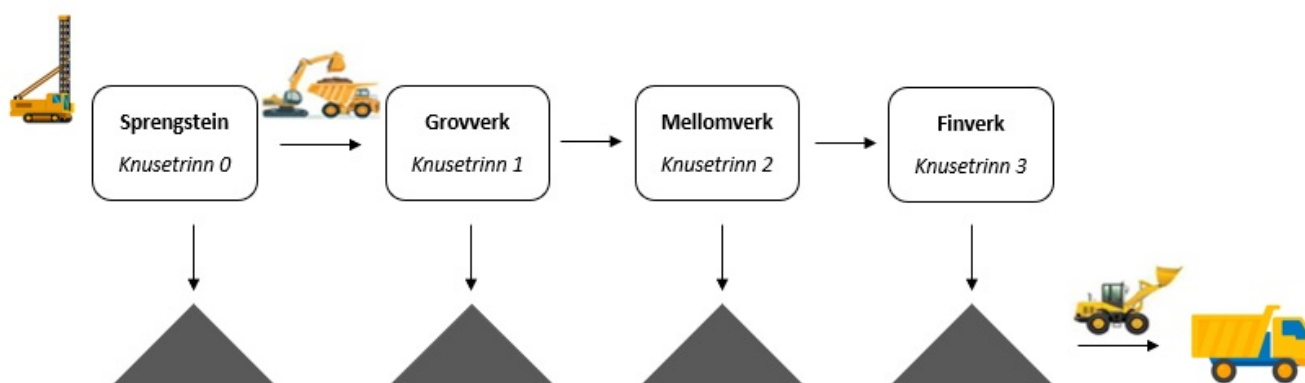 Sprengstein
Knusetrinn 0
Grovverk
Knusetrinn 1
Mellomverk
Knusetrinn 2
Finverk
Knusetrinn 3